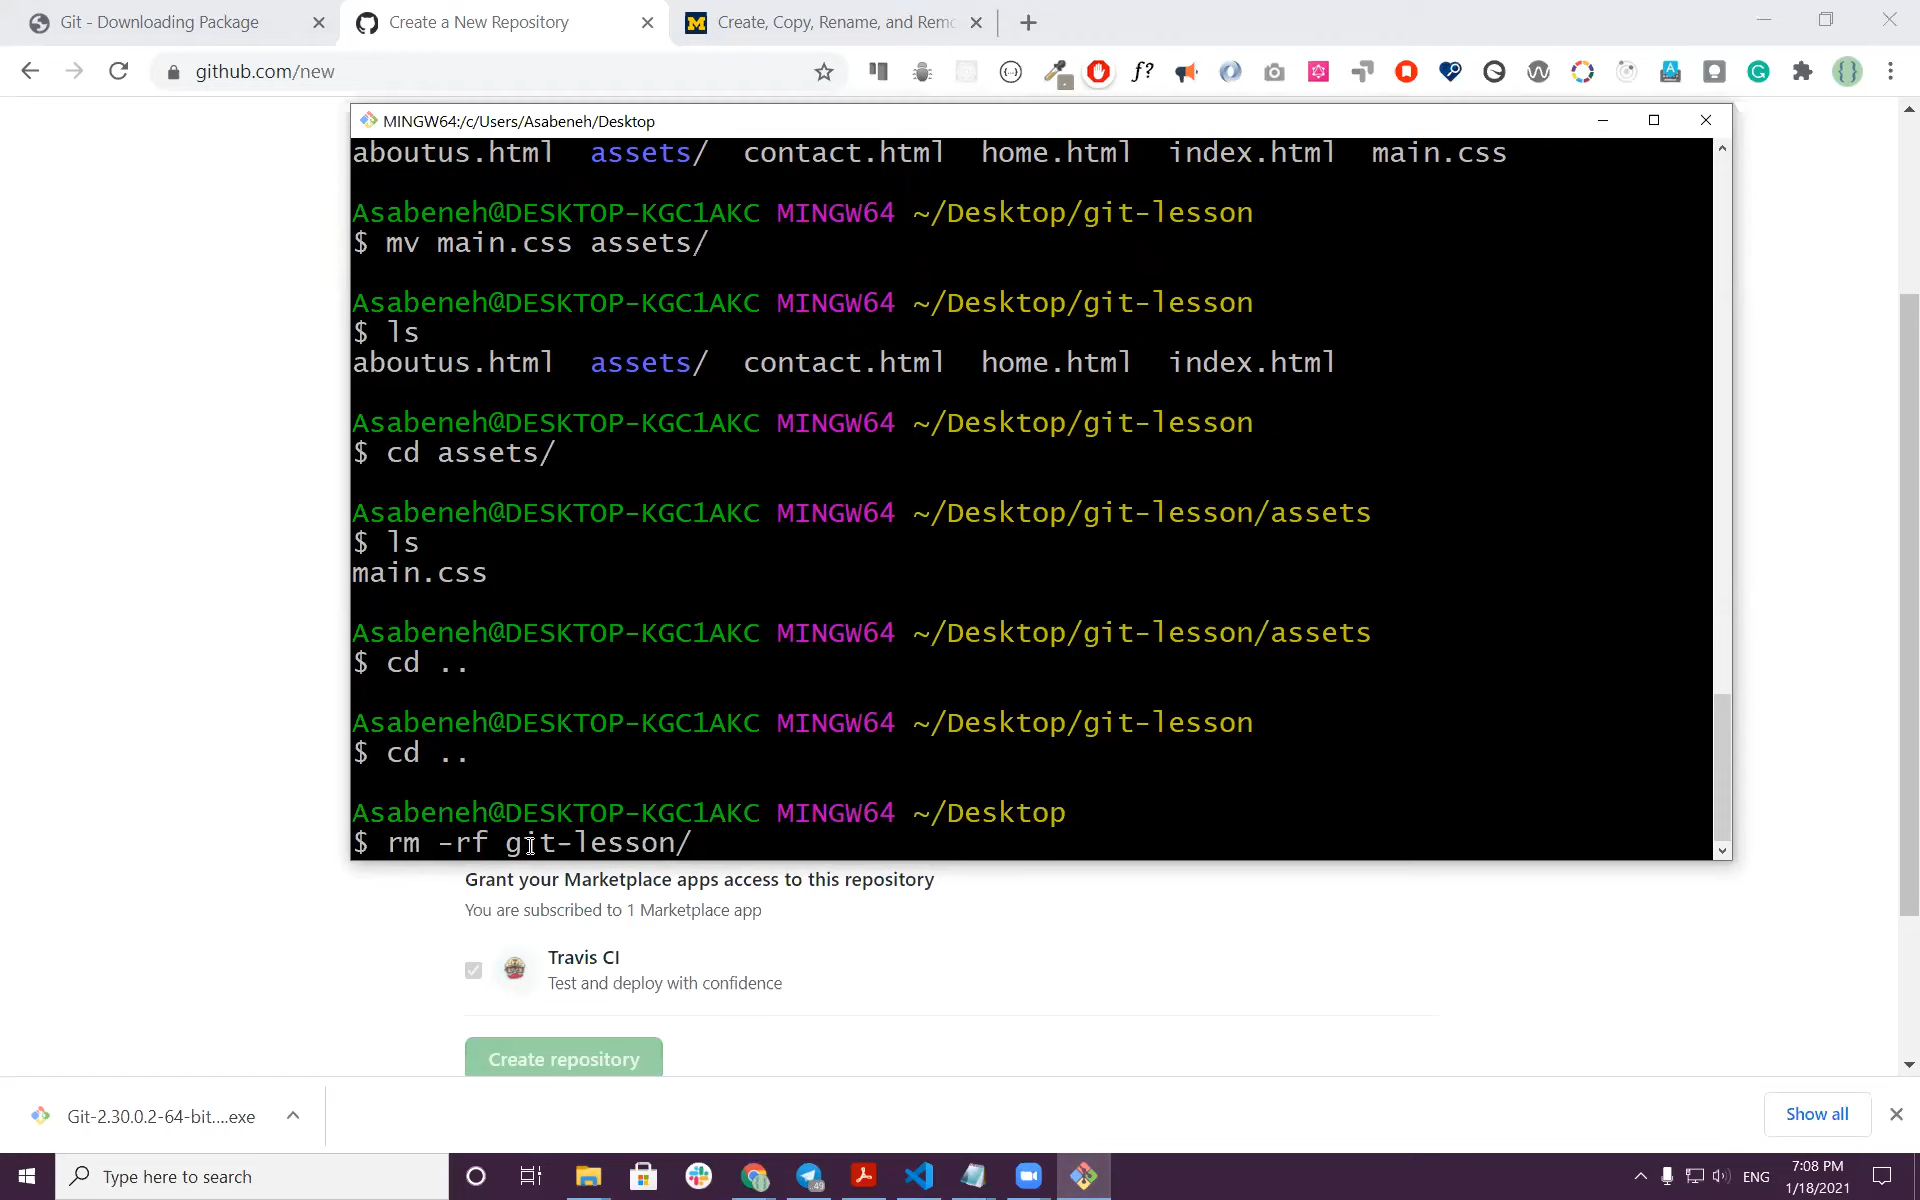 Git - Downloading Package
Create a New Repository
Create, Copy, Rename, and Rem
github.com/new
MINGW64:/c/Users/Asabeneh/Desktop
aboutus.html assets/ contact.html home.html index.html main.css
Asabeneh@DESKTOP-KGC1AKC MINGW64 ~/Desktop/git-lesson
$ mv main.css assets/
Asabeneh@DESKTOP-KGC1AKC MINGW64 ~/Desktop/git-lesson
$ ls
aboutus.html assets/ contact.html home.html index.html
Asabeneh@DESKTOP-KGC1AKC MINGW64 ~/Desktop/git-lesson
$ cd assets/
Asabeneh@DESKTOP-KGC1AKC MINGW64 ~/Desktop/git-lesson/assets
$ ls
main.css
Asabeneh@DESKTOP-KGC1AKC MINGW64 ~/Desktop/git-lesson/assets
$ cd ..
Asabeneh@DESKTOP-KGC1AKC MINGW64 ~/Desktop/git-lesson
$ cd ..
Asabeneh@DESKTOP-KGC1AKC MINGW64 ~/Desktop
$ rm -rf git-lesson/
Grant your Marketplace apps access to this repository
You are subscribed to 1 Marketplace app
Travis CI
Test and deploy with confidence
Create repository
Git-2.30.0.2-64-bit....exe
Show all
Type here to search
49
ENG
7:08 PM
1/18/2021